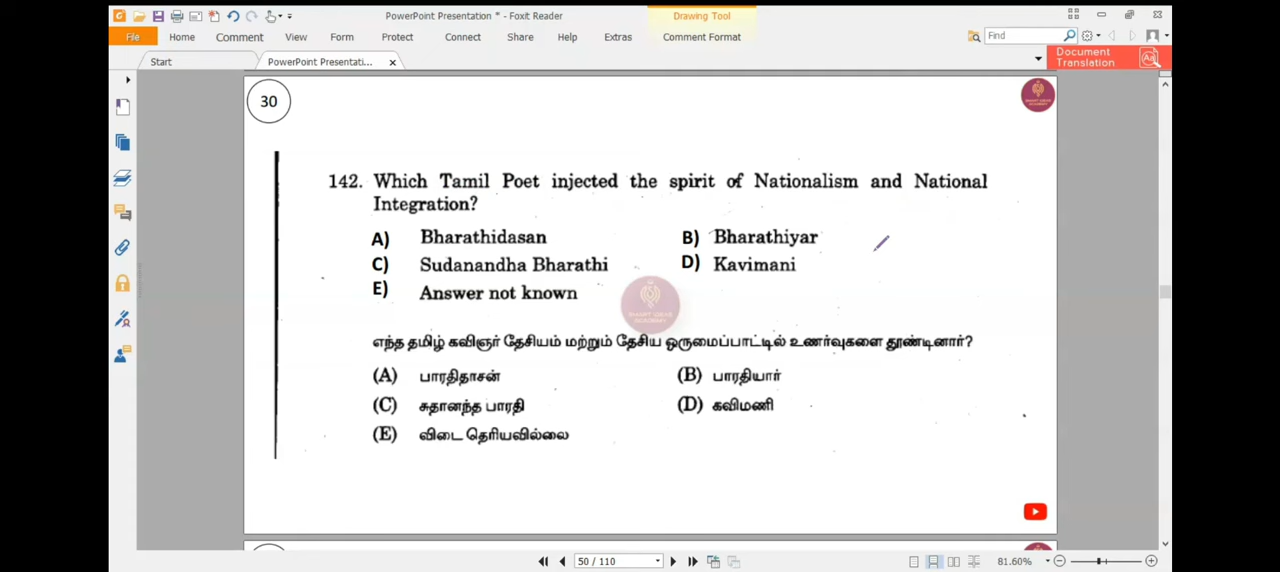 PowerPoint Presentation * - Foxit Reader
Drawing Tool
File Home Comment View Form Protect Connect Share Help Extras Comment Format Find
Start PowerPoint Presentati... Document
Translation
30
142. Which Tamil Poet injected the spirit of Nationalism and National
Integration?
A) Bharathidasan B) Bharathiyar
C) Sudanandha Bharathi D) Kavimani
E) Answer not known
SMART IDEAS
ACADEMY
எந்த தமிழ் கவிஞர் தேசியம் மற்றும் தேசிய ஒருமைப்பாட்டில் உணர்வுகளை தூண்டினார்?
(A) பாரதிதாசன் (B) பாரதியார்
(C) சுதானந்த பாரதி (D) கவிமணி
(E) விடை தெரியவில்லை
50 / 110 81.60%